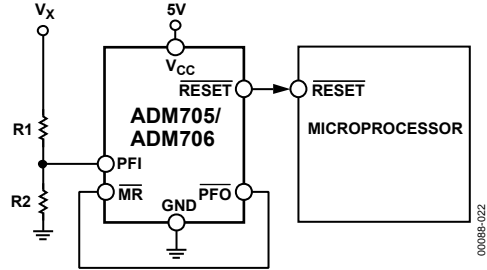 VX
5V
VCC
RESET
RESET
ADM705/
ADM706
MICROPROCESSOR
R1
PFI
MR
PFO
R2
GND
00088-022